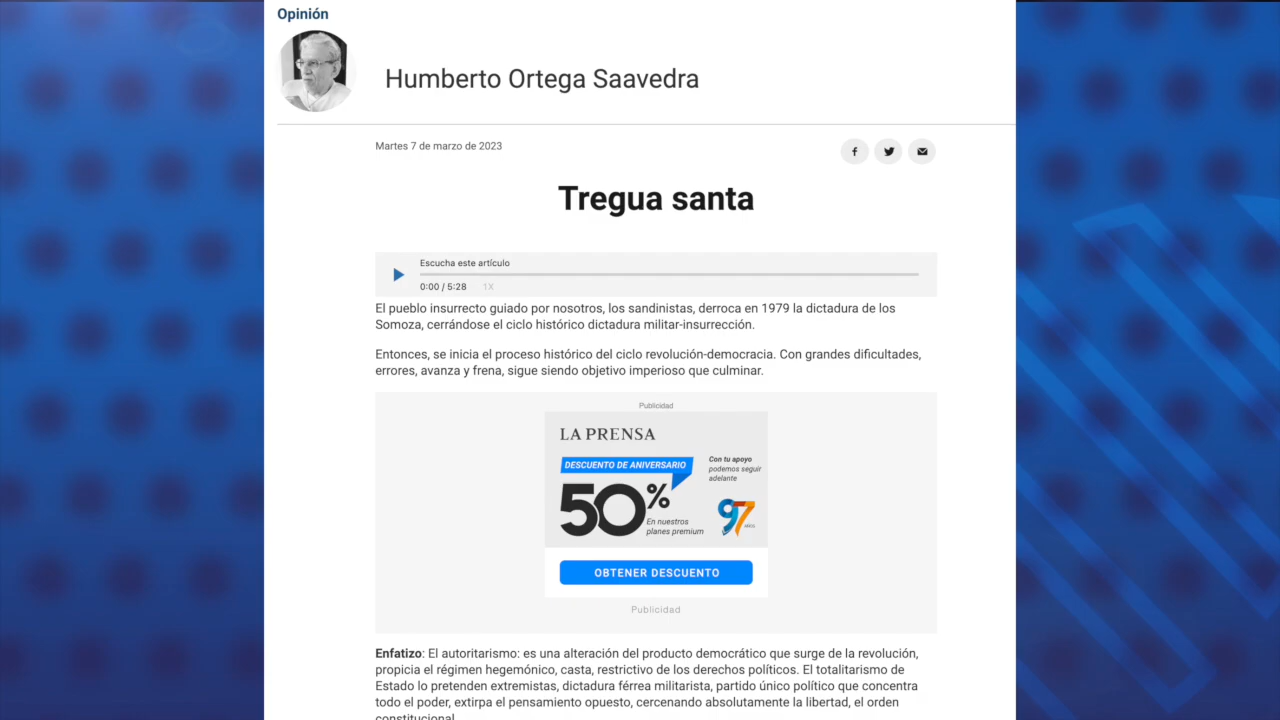 Opinión
Humberto Ortega Saavedra
Martes 7 de marzo de 2023
Tregua santa
Escucha este artículo
0:00 / 5:28 1X
El pueblo insurrecto guiado por nosotros, los sandinistas, derroca en 1979 la dictadura de los
Somoza, cerrándose el ciclo histórico dictadura militar-insurrección.
Entonces, se inicia el proceso histórico del ciclo revolución-democracia. Con grandes dificultades,
errores, avanza y frena, sigue siendo objetivo imperioso que culminar.
Publicidad
LA PRENSA
DESCUENTO DE ANIVERSARIO
50%
En nuestros
planes premium
Con tu apoyo
podemos seguir
adelante
97
AÑOS
OBTENER DESCUENTO
Publicidad
Enfatizo: El autoritarismo: es una alteración del producto democrático que surge de la revolución,
propicia el régimen hegemónico, casta, restrictivo de los derechos políticos. El totalitarismo de
Estado lo pretenden extremistas, dictadura férrea militarista, partido único político que concentra
todo el poder, extirpa el pensamiento opuesto, cercenando absolutamente la libertad, el orden
constitucional